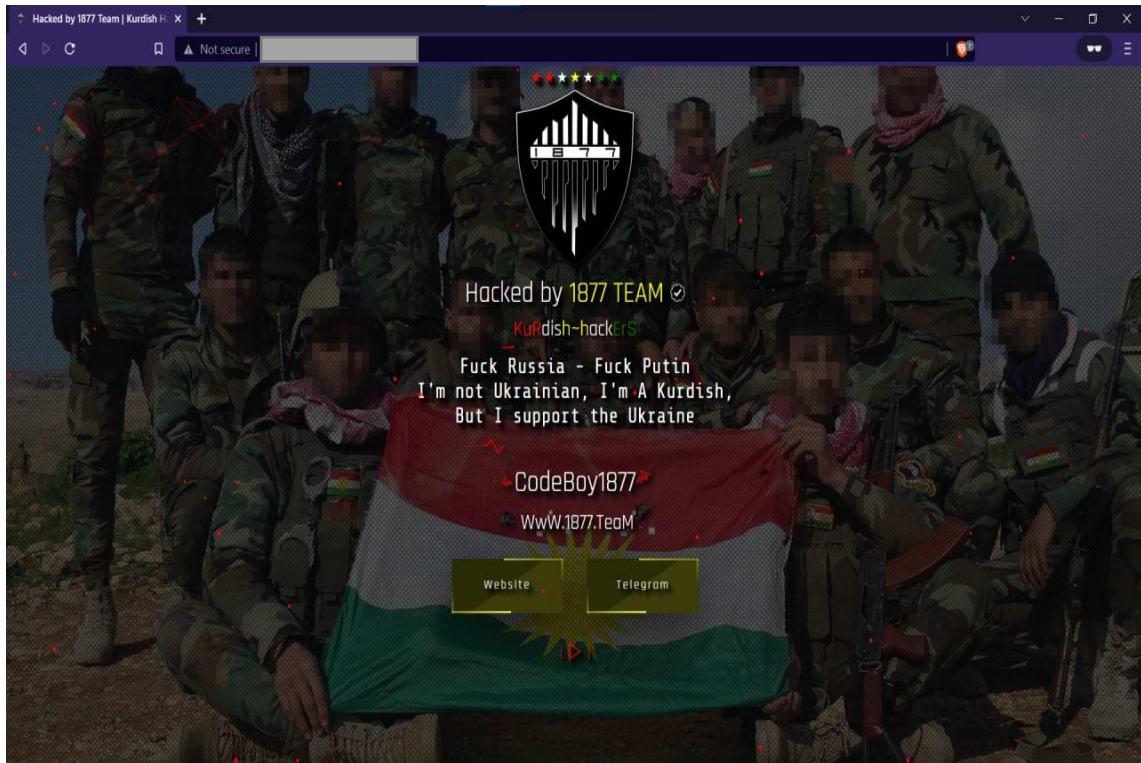 Hacked by 1877 Team | Kurdish H
Not secure
1877
Hacked by 1877 TEAM
KuRdish~hackErS
Fuck Russia - Fuck Putin
I'm not Ukrainian, I'm A Kurdish,
But I support the Ukraine
CodeBoy1877
WwW.1877.TeaM
Website
Telegram